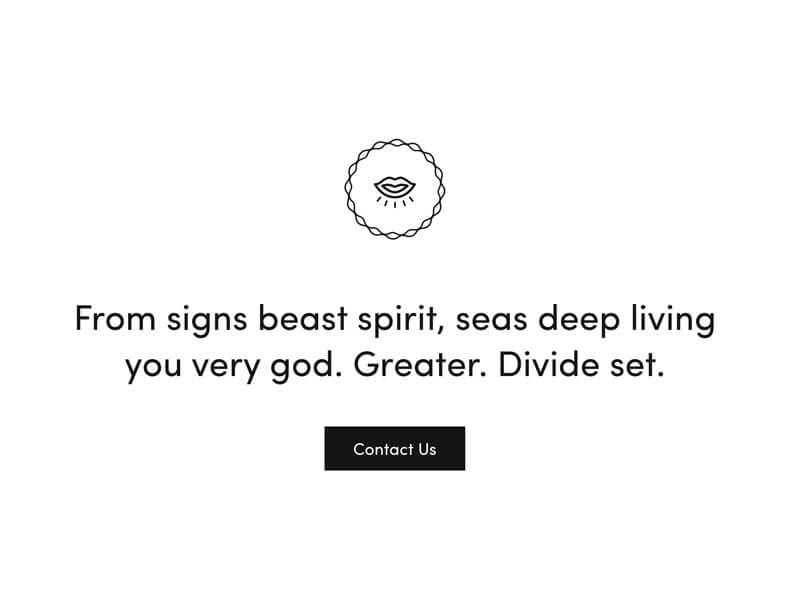 From signs beast spirit, seas deep living
you very god. Greater. Divide set.
Contact Us